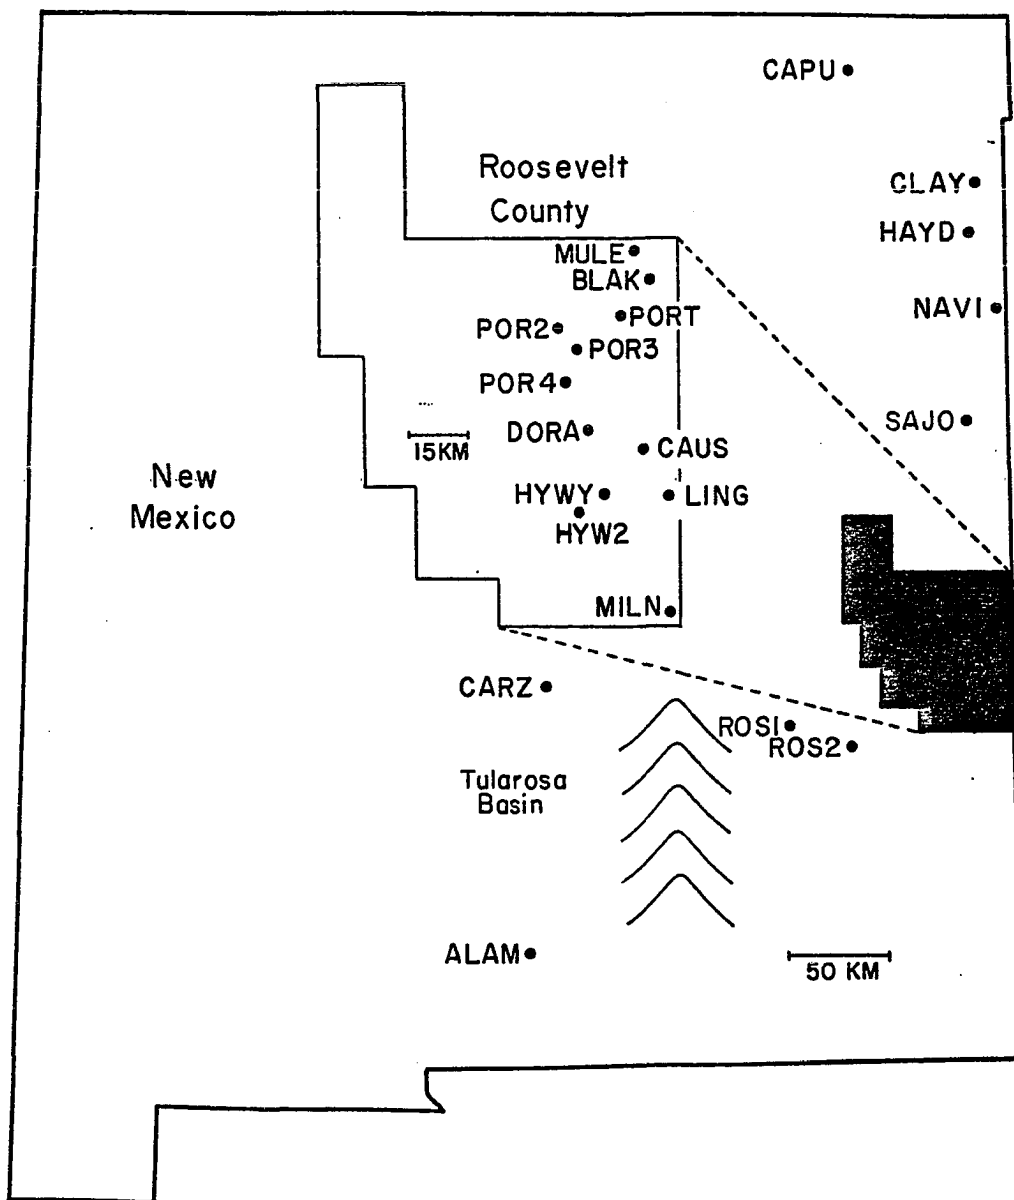 CAPU
Roosevelt
County
CLAY
HAYD
MULE
BLAK
NAVI
PORT
POR2
POR3
POR4
SAJO
DORA
15KM
CAUS
New
Mexico
HYWY
LING
HYW2
MILN
CARZ
ROS1
ROS2
Tularosa
Basin
ALAM
50 KM